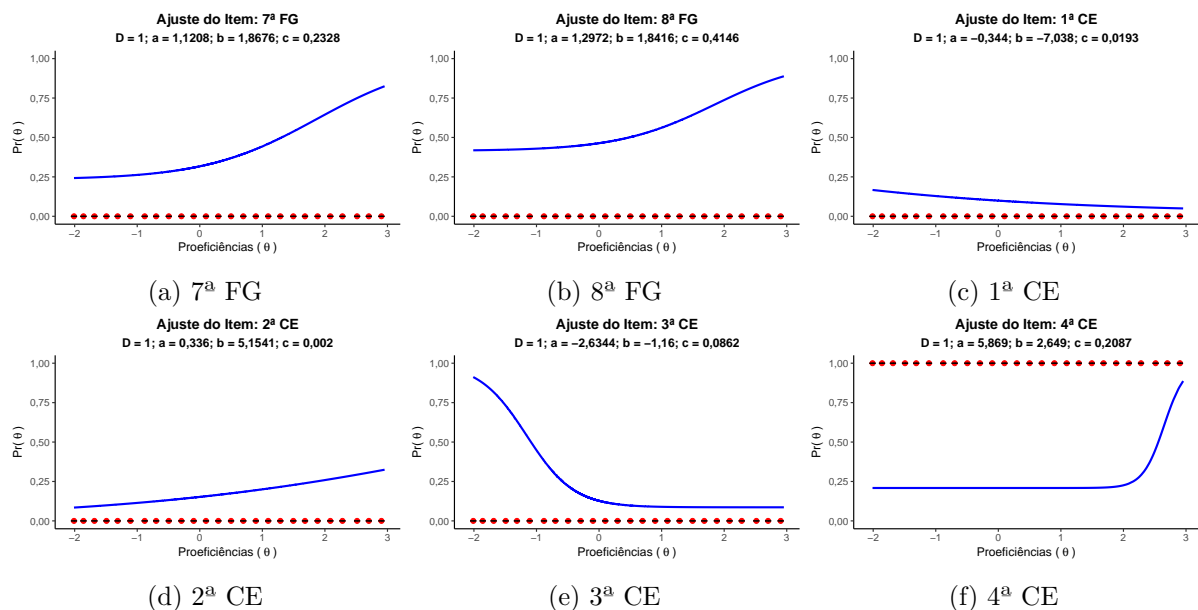 Ajuste do Item: 7ª FG
D = 1; a = 1,1208; b = 1,8676; c = 0,2328
1,00
0,75
0,50
0,25
0,00
Pr( θ )
−2 −1 0 1 2 3
Proeficiências ( θ )
(a) 7ª FG
Ajuste do Item: 8ª FG
D = 1; a = 1,2972; b = 1,8416; c = 0,4146
1,00
0,75
0,50
0,25
0,00
Pr( θ )
−2 −1 0 1 2 3
Proeficiências ( θ )
(b) 8ª FG
Ajuste do Item: 1ª CE
D = 1; a = −0,344; b = −7,038; c = 0,0193
1,00
0,75
0,50
0,25
0,00
Pr( θ )
−2 −1 0 1 2 3
Proeficiências ( θ )
(c) 1ª CE
Ajuste do Item: 2ª CE
D = 1; a = 0,336; b = 5,1541; c = 0,002
1,00
0,75
0,50
0,25
0,00
Pr( θ )
−2 −1 0 1 2 3
Proeficiências ( θ )
(d) 2ª CE
Ajuste do Item: 3ª CE
D = 1; a = −2,6344; b = −1,16; c = 0,0862
1,00
0,75
0,50
0,25
0,00
Pr( θ )
−2 −1 0 1 2 3
Proeficiências ( θ )
(e) 3ª CE
Ajuste do Item: 4ª CE
D = 1; a = 5,869; b = 2,649; c = 0,2087
1,00
0,75
0,50
0,25
0,00
Pr( θ )
−2 −1 0 1 2 3
Proeficiências ( θ )
(f) 4ª CE